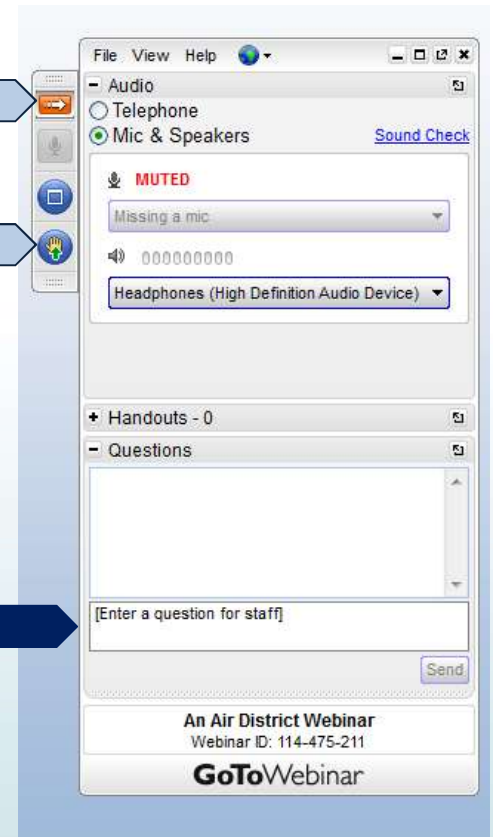 File View Help
Audio
Telephone
Mic & Speakers Sound Check
MUTED
Missing a mic
000000000
Headphones (High Definition Audio Device)
Handouts - 0
Questions
[Enter a question for staff]
Send
An Air District Webinar
Webinar ID: 114-475-211
GoToWebinar